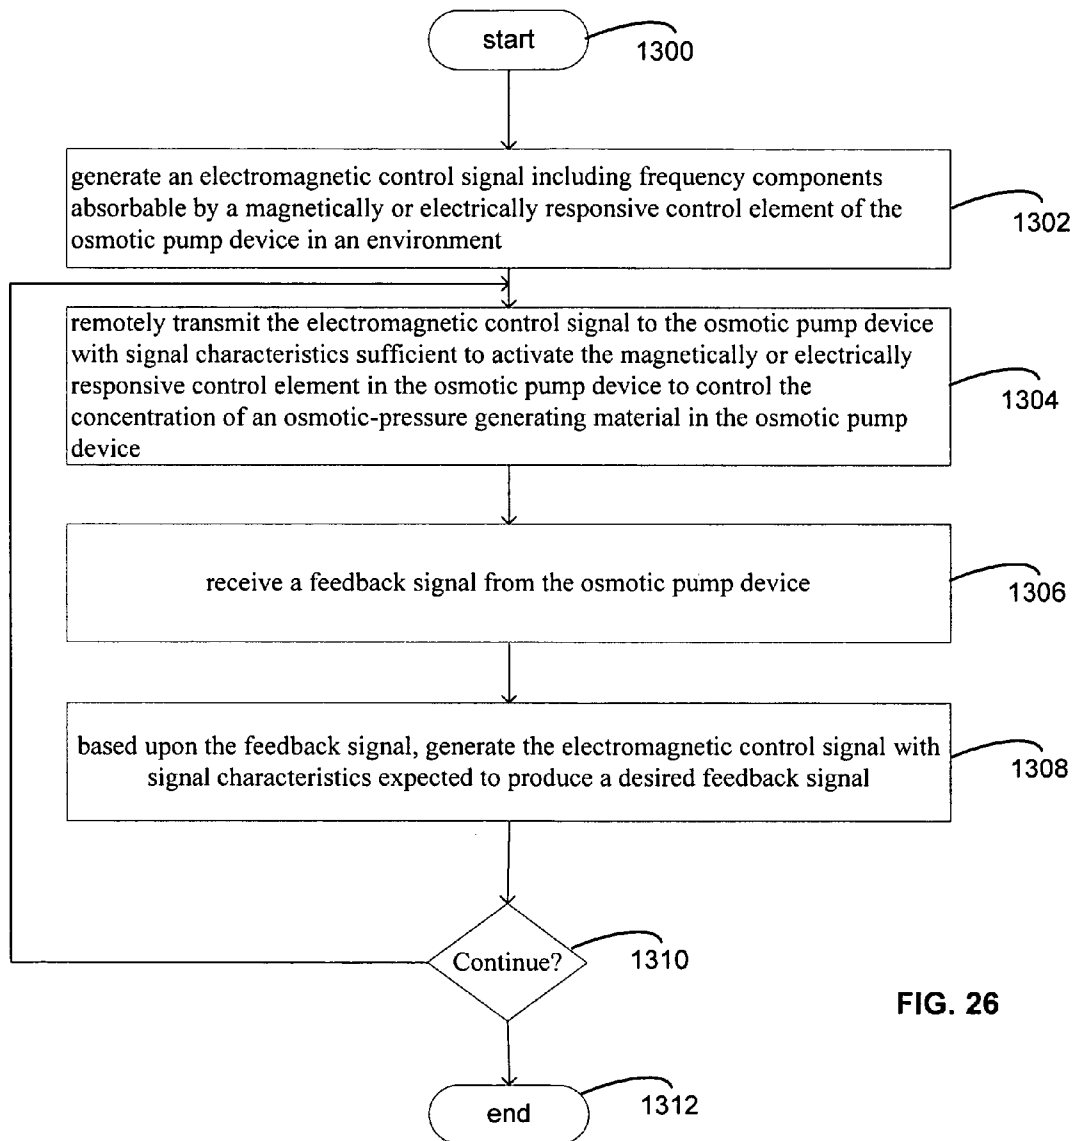 start
1300
generate an electromagnetic control signal including frequency components
absorbable by a magnetically or electrically responsive control element of the
osmotic pump device in an environment
1302
remotely transmit the electromagnetic control signal to the osmotic pump device
with signal characteristics sufficient to activate the magnetically or electrically
responsive control element in the osmotic pump device to control the
concentration of an osmotic-pressure generating material in the osmotic pump
device
1304
receive a feedback signal from the osmotic pump device
1306
based upon the feedback signal, generate the electromagnetic control signal with
signal characteristics expected to produce a desired feedback signal
1308
Continue?
1310
FIG. 26
end
1312